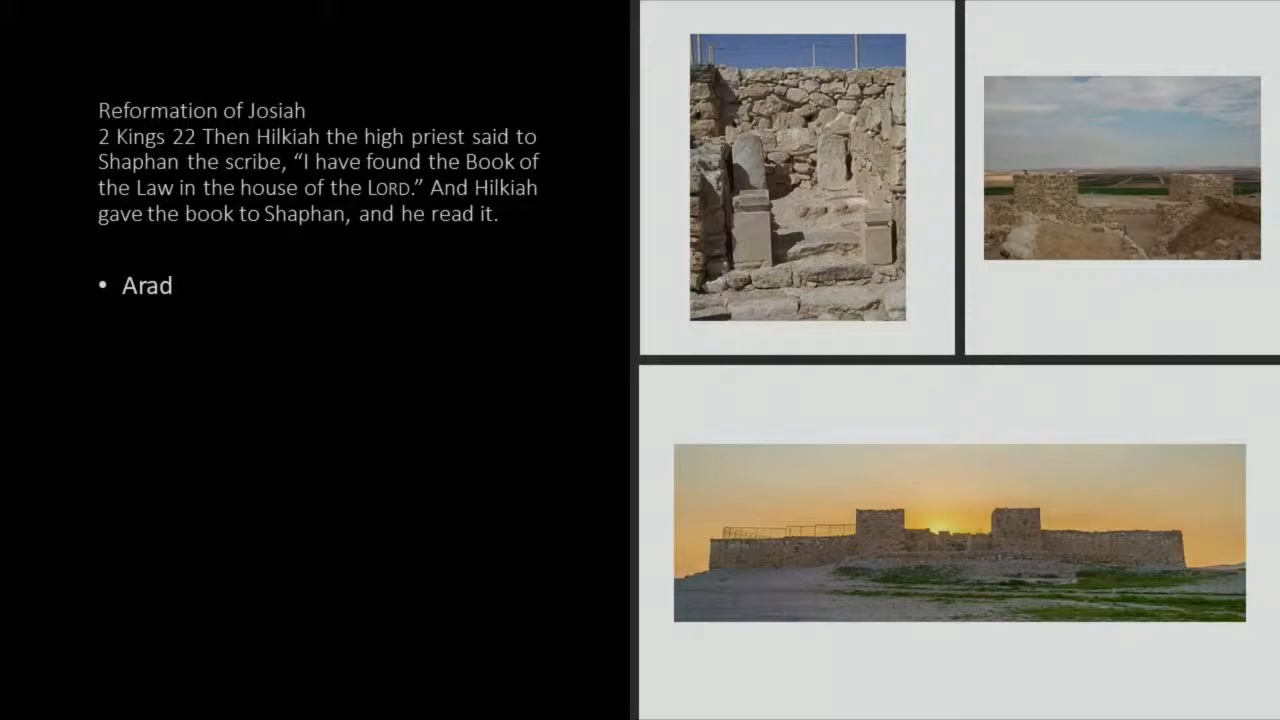 Reformation of Josiah
2 Kings 22 Then Hilkiah the high priest said to
Shaphan the scribe, “I have found the Book of
the Law in the house of the LORD.” And Hilkiah
gave the book to Shaphan, and he read it.
• Arad